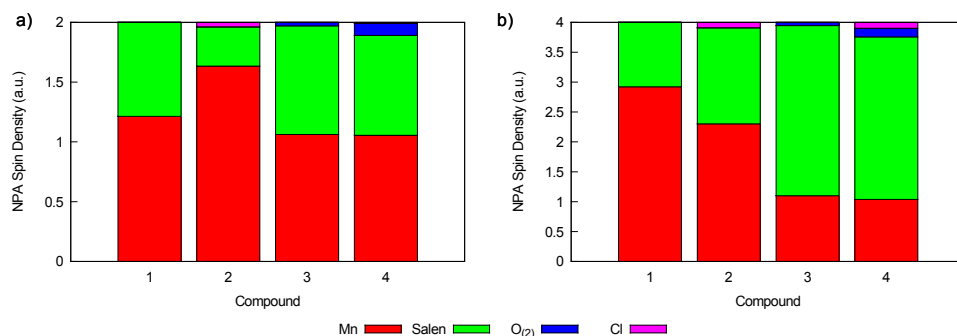 a)
NPA Spin Density (a.u.)
2
1.5
1
0.5
0
1 2 3 4
Compound
b)
NPA Spin Density (a.u.)
4
3.5
3
2.5
2
1.5
1
0.5
0
1 2 3 4
Compound
Mn Salen O(2) Cl